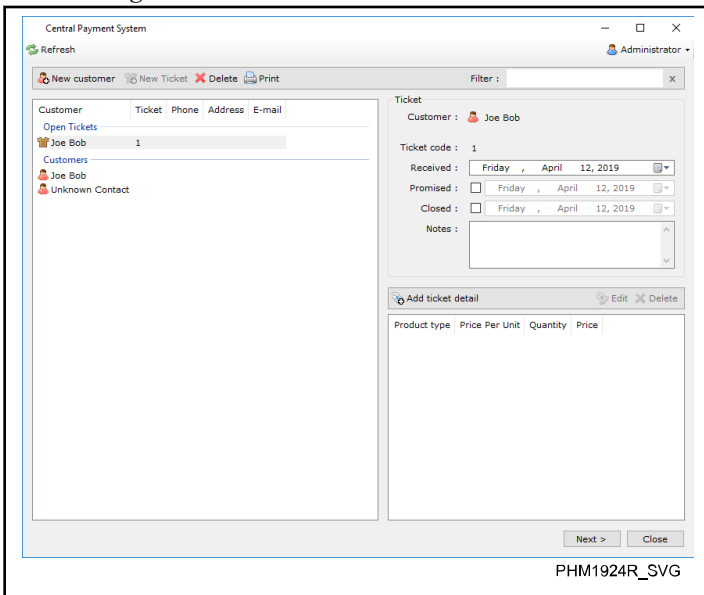 Central Payment System
Refresh
Administrator
New customer New Ticket Delete Print
Filter : x
Customer Ticket Phone Address E-mail
Open Tickets
Joe Bob 1
Customers
Joe Bob
Unknown Contact
Ticket
Customer : Joe Bob
Ticket code : 1
Received : Friday , April 12, 2019
Promised : Friday , April 12, 2019
Closed : Friday , April 12, 2019
Notes :
Add ticket detail Edit Delete
Product type Price Per Unit Quantity Price
Next > Close
PHM1924R_SVG